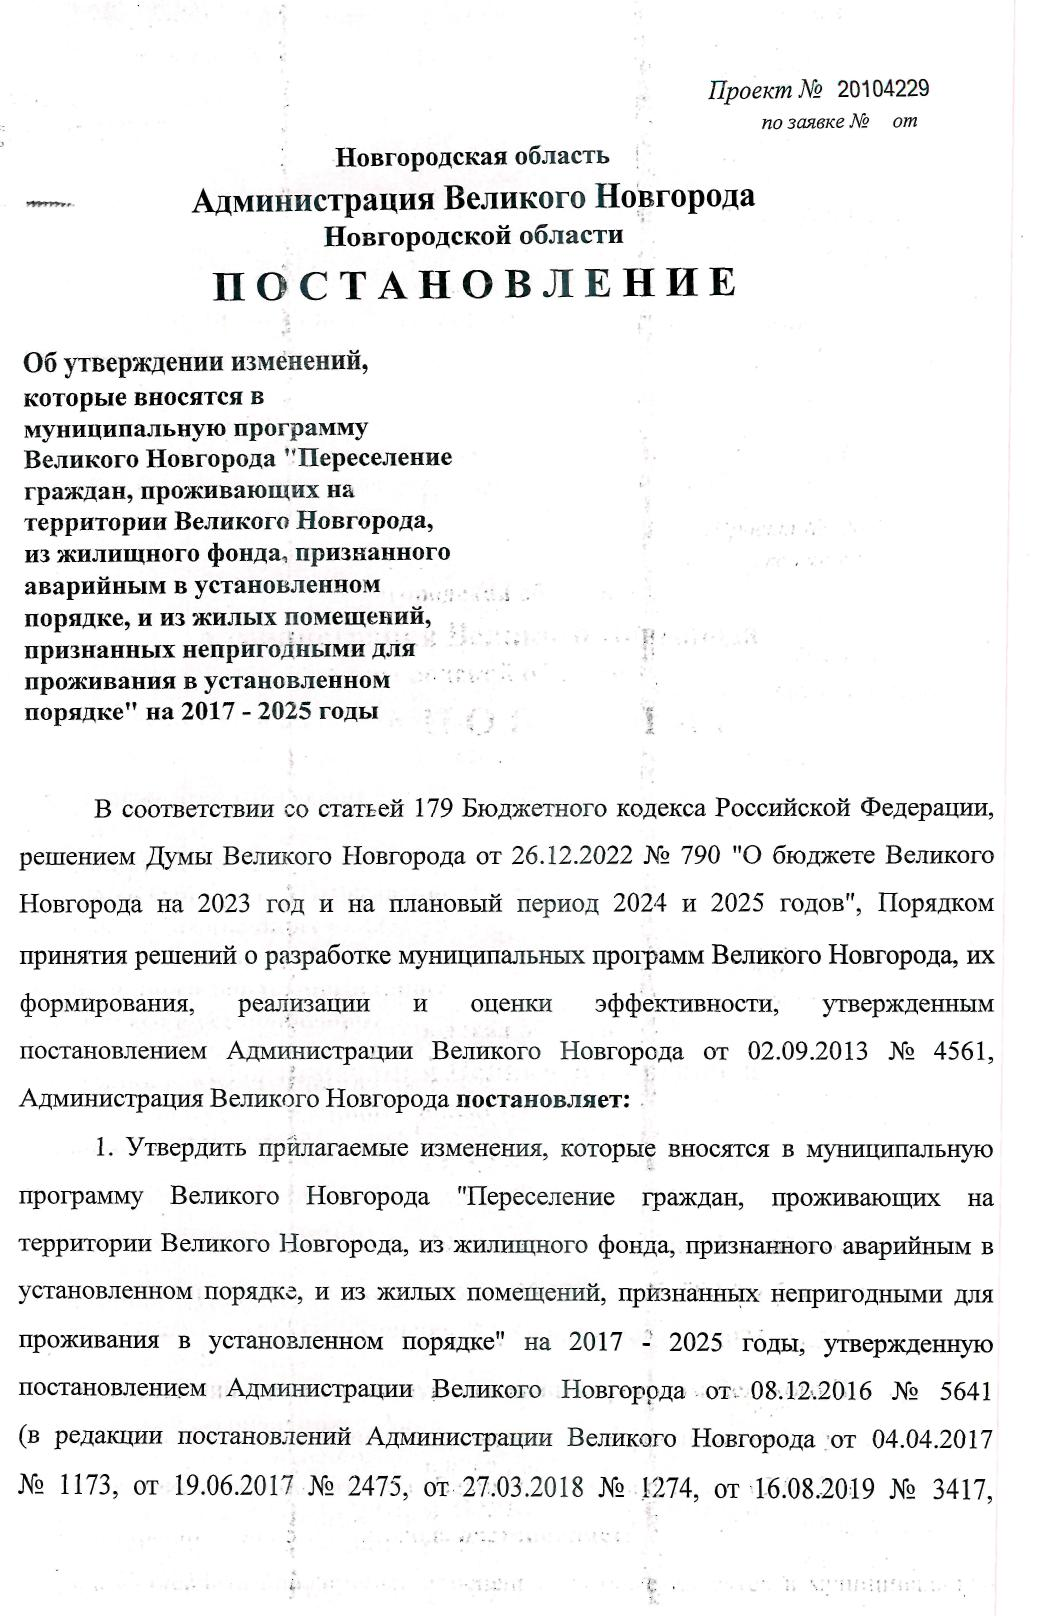 Проект № 20104229
по заявке № от
Новгородская область
Администрация Великого Новгорода
Новгородской области
П О С Т А Н О В Л Е Н И Е
Об утверждении изменений,
которые вносятся в
муниципальную программу
Великого Новгорода "Переселение
граждан, проживающих на
территории Великого Новгорода,
из жилищного фонда, признанного
аварийным в установленном
порядке, и из жилых помещений,
признанных непригодными для
проживания в установленном
порядке" на 2017 - 2025 годы
В соответствии со статьей 179 Бюджетного кодекса Российской Федерации,
решением Думы Великого Новгорода от 26.12.2022 № 790 "О бюджете Великого
Новгорода на 2023 год и на плановый период 2024 и 2025 годов", Порядком
принятия решений о разработке муниципальных программ Великого Новгорода, их
формирования, реализации и оценки эффективности, утвержденным
постановлением Администрации Великого Новгорода от 02.09.2013 № 4561,
Администрация Великого Новгорода постановляет:
1. Утвердить прилагаемые изменения, которые вносятся в муниципальную
программу Великого Новгорода "Переселение граждан, проживающих на
территории Великого Новгорода, из жилищного фонда, признанного аварийным в
установленном порядке, и из жилых помещений, признанных непригодными для
проживания в установленном порядке" на 2017 - 2025 годы, утвержденную
постановлением Администрации Великого Новгорода от 08.12.2016 № 5641
(в редакции постановлений Администрации Великого Новгорода от 04.04.2017
№ 1173, от 19.06.2017 № 2475, от 27.03.2018 № 1274, от 16.08.2019 № 3417,